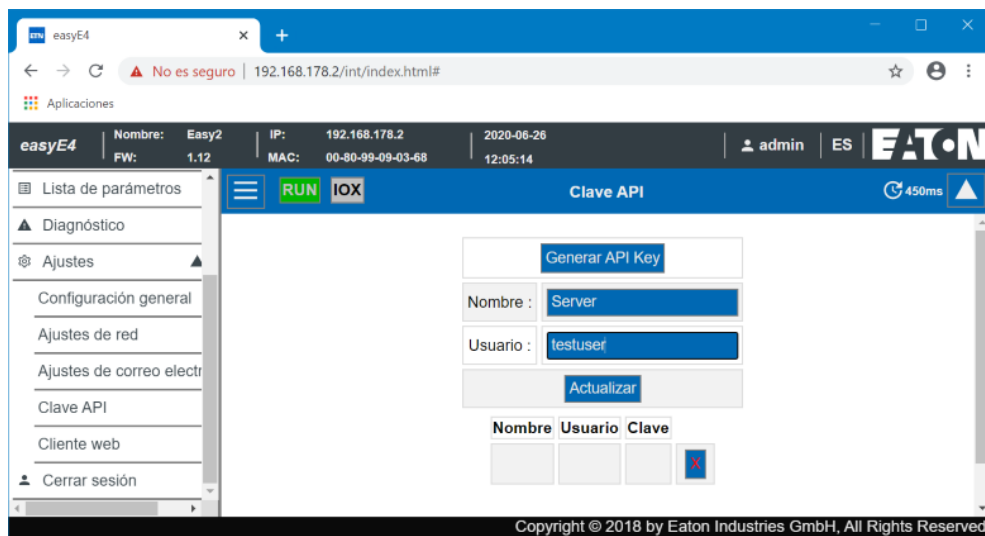 ETN easyE4
No es seguro | 192.168.178.2/int/index.html#
Aplicaciones
easyE4 Nombre: Easy2 IP: 192.168.178.2 2020-06-26 admin ES EATON
FW: 1.12 MAC: 00-80-99-09-03-68 12:05:14
Lista de parámetros RUN IOX Clave API 450ms
Diagnóstico
Ajustes
Generar API Key
Configuración general
Nombre : Server
Ajustes de red
Usuario : testuser
Ajustes de correo electr
Actualizar
Clave API
Nombre Usuario Clave
Cliente web
X
Cerrar sesión
Copyright © 2018 by Eaton Industries GmbH, All Rights Reserved